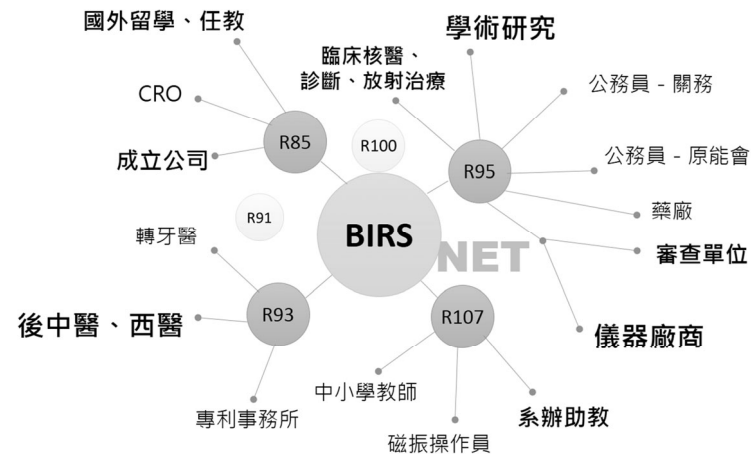 國外留學、任教
CRO
成立公司
R85
臨床核醫、
診斷、放射治療
R100
學術研究
公務員 - 關務
公務員 - 原能會
藥廠
審查單位
儀器廠商
R95
R91
BIRS
NET
轉牙醫
後中醫、西醫
專利事務所
R93
R107
中小學教師
磁振操作員
系辦助教